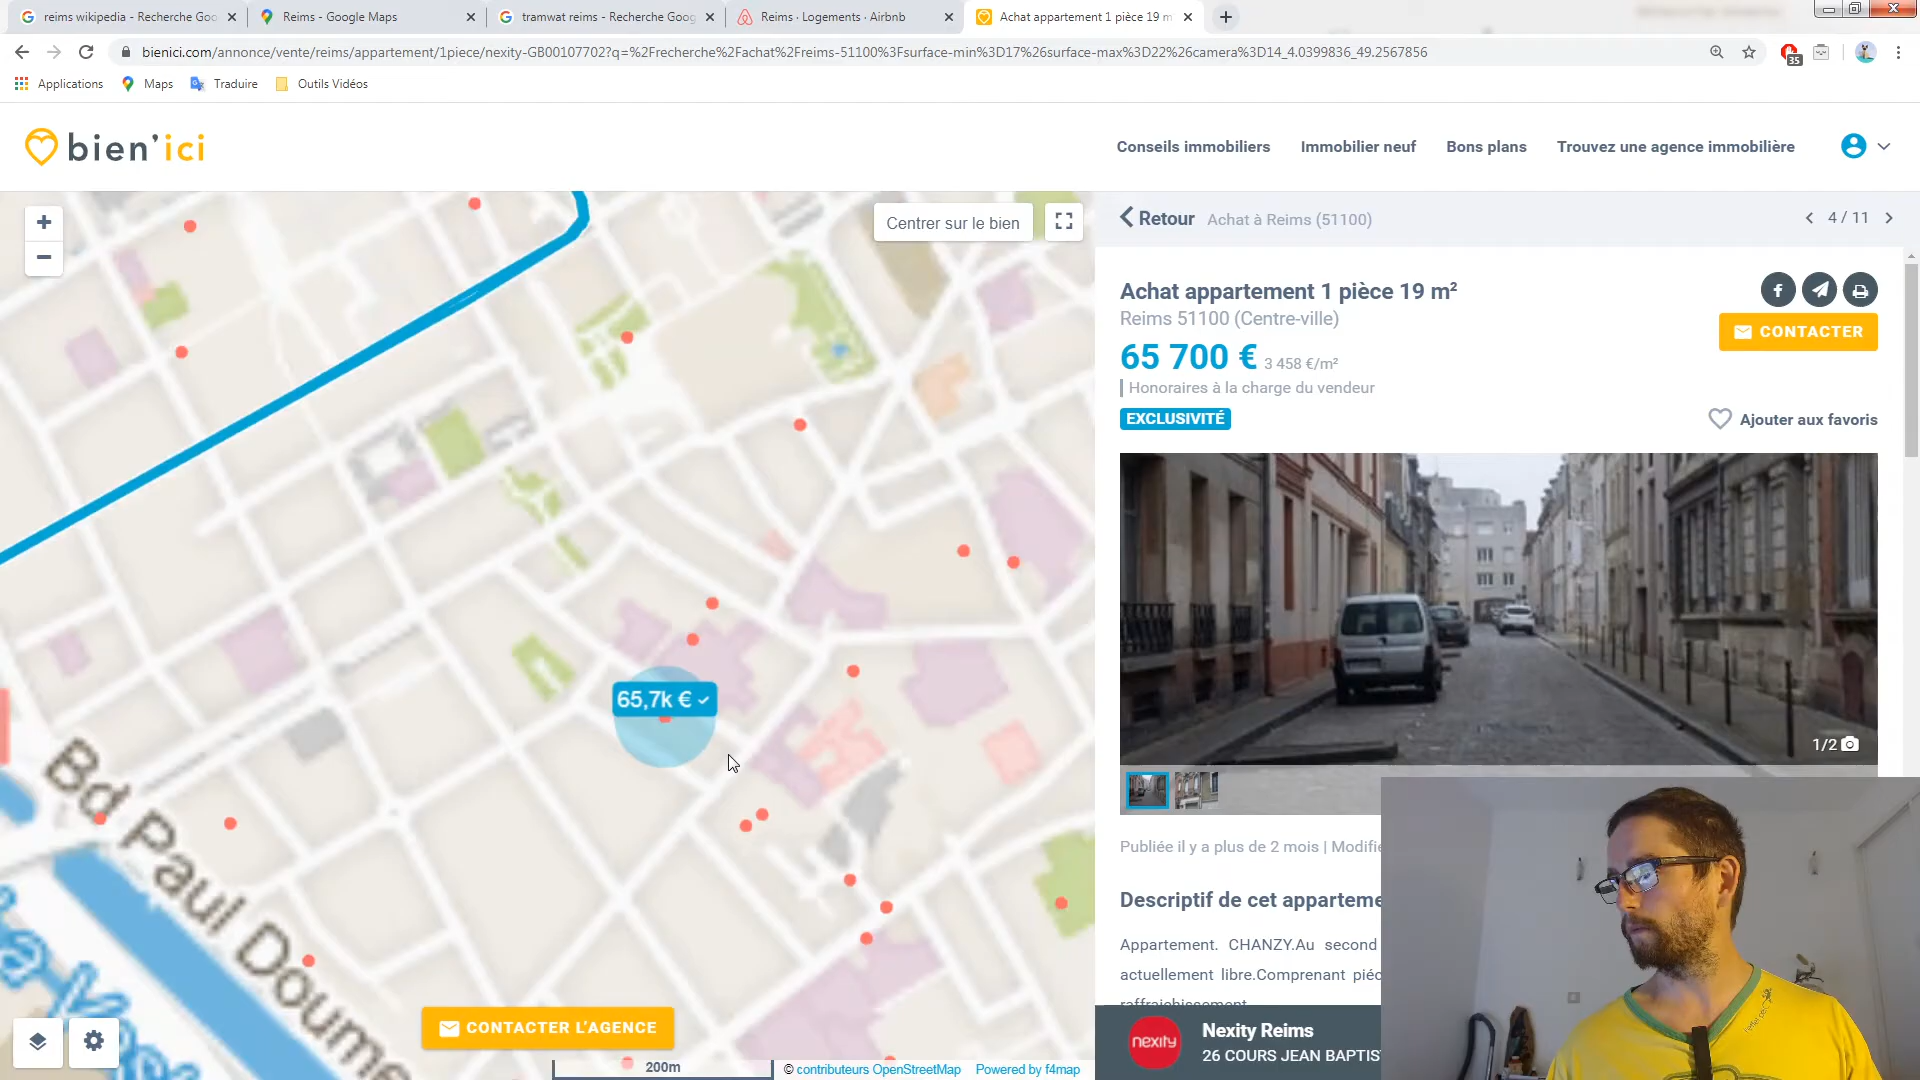 reims wikipedia - Recherche Goo
Reims - Google Maps
tramwat reims - Recherche Goog
Reims · Logements · Airbnb
Achat appartement 1 pièce 19 m
bienici.com/annonce/vente/reims/appartement/1piece/nexity-GB00107702?q=%2Frecherche%2Fachat%2Freims-51100%3Fsurface-min%3D17%26surface-max%3D22%26camera%3D14_4.0399836_49.2567856
35
Applications
Maps
Traduire
Outils Vidéos
bien'ici
Conseils immobiliers
Immobilier neuf
Bons plans
Trouvez une agence immobilière
+
−
Centrer sur le bien
65,7k €
Bd Paul Doume
CONTACTER L'AGENCE
200m
© contributeurs OpenStreetMap
Powered by f4map
Retour
Achat à Reims (51100)
4 / 11
Achat appartement 1 pièce 19 m²
Reims 51100 (Centre-ville)
65 700 € 3 458 €/m²
Honoraires à la charge du vendeur
EXCLUSIVITÉ
CONTACTER
Ajouter aux favoris
1/2
Publiée il y a plus de 2 mois | Modifie
Descriptif de cet apparteme
Appartement. CHANZY.Au second
actuellement libre.Comprenant piéc
raffraichissement
nexity
Nexity Reims
26 COURS JEAN BAPTIS